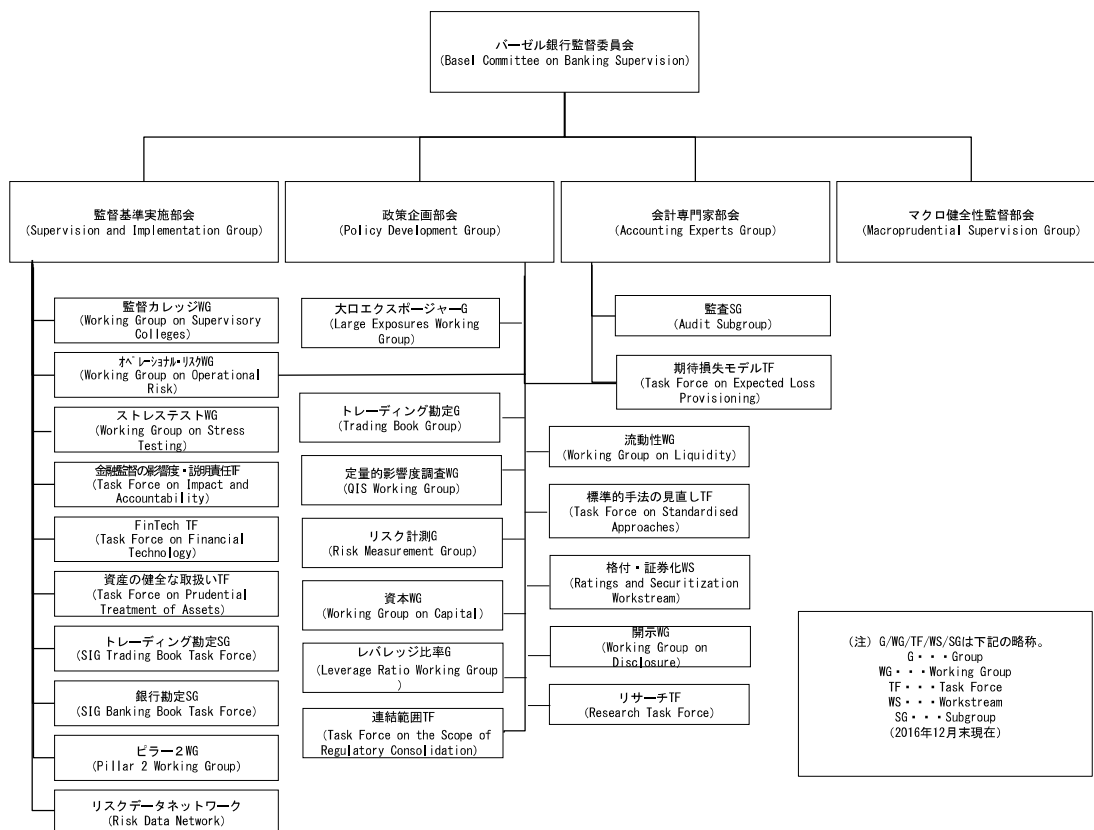 バーゼル銀行監督委員会
(Basel Committee on Banking Supervision)
監督基準実施部会
(Supervision and Implementation Group)
政策企画部会
(Policy Development Group)
会計専門家部会
(Accounting Experts Group)
マクロ健全性監督部会
(Macroprudential Supervision Group)
監督カレッジWG
(Working Group on Supervisory
Colleges)
オペレーショナル・リスクWG
(Working Group on Operational
Risk)
ストレステストWG
(Working Group on Stress
Testing)
金融監督の影響度・説明責任TF
(Task Force on Impact and
Accountability)
FinTech TF
(Task Force on Financial
Technology)
資産の健全な取扱いTF
(Task Force on Prudential
Treatment of Assets)
トレーディング勘定SG
(SIG Trading Book Task Force)
銀行勘定SG
(SIG Banking Book Task Force)
ピラー2WG
(Pillar 2 Working Group)
リスクデータネットワーク
(Risk Data Network)
大口エクスポージャーG
(Large Exposures Working
Group)
トレーディング勘定G
(Trading Book Group)
定量的影響度調査WG
(QIS Working Group)
リスク計測G
(Risk Measurement Group)
資本WG
(Working Group on Capital)
レバレッジ比率G
(Leverage Ratio Working Group
)
連結範囲TF
(Task Force on the Scope of
Regulatory Consolidation)
監査SG
(Audit Subgroup)
期待損失モデルTF
(Task Force on Expected Loss
Provisioning)
流動性WG
(Working Group on Liquidity)
標準的手法の見直しTF
(Task Force on Standardised
Approaches)
格付・証券化WS
(Ratings and Securitization
Workstream)
開示WG
(Working Group on
Disclosure)
リサーチTF
(Research Task Force)
(注) G/WG/TF/WS/SGは下記の略称。
G・・・Group
WG・・・Working Group
TF・・・Task Force
WS・・・Workstream
SG・・・Subgroup
(2016年12月末現在)